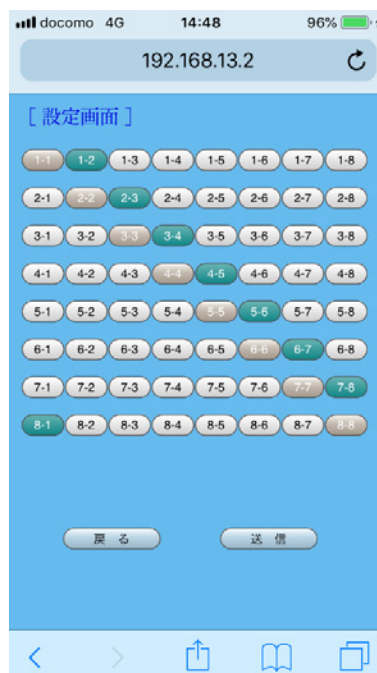 docomo 4G 14:48 96%
192.168.13.2
[ 設定画面 ]
1-1 1-2 1-3 1-4 1-5 1-6 1-7 1-8
2-1 2-2 2-3 2-4 2-5 2-6 2-7 2-8
3-1 3-2 3-3 3-4 3-5 3-6 3-7 3-8
4-1 4-2 4-3 4-4 4-5 4-6 4-7 4-8
5-1 5-2 5-3 5-4 5-5 5-6 5-7 5-8
6-1 6-2 6-3 6-4 6-5 6-6 6-7 6-8
7-1 7-2 7-3 7-4 7-5 7-6 7-7 7-8
8-1 8-2 8-3 8-4 8-5 8-6 8-7 8-8
戻 る 送 信